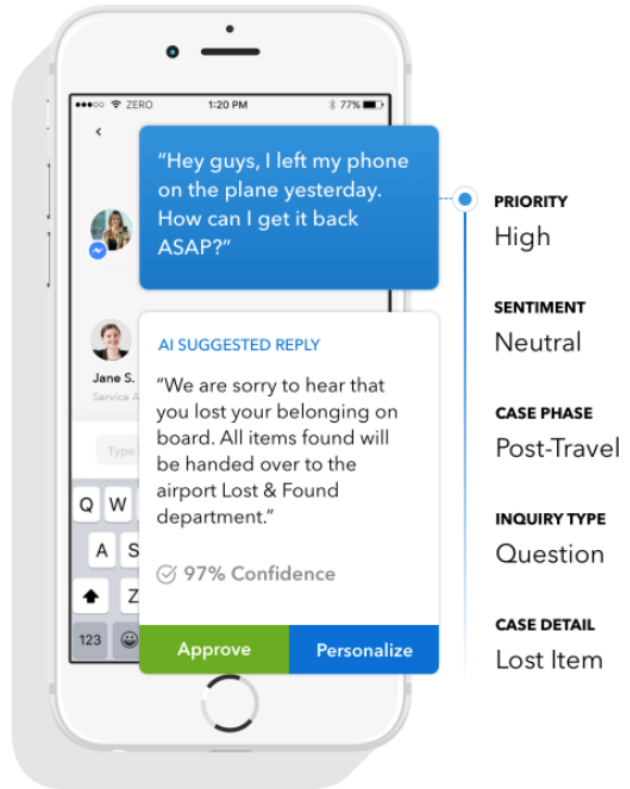 ZERO 1:20 PM 77%
“Hey guys, I left my phone
on the plane yesterday.
How can I get it back
ASAP?”
PRIORITY
High
SENTIMENT
Neutral
AI SUGGESTED REPLY
Jane S.
Service A
“We are sorry to hear that
you lost your belonging on
board. All items found will
be handed over to the
airport Lost & Found
department.”
CASE PHASE
Post-Travel
Type
Q W
A S
Z
123
INQUIRY TYPE
Question
97% Confidence
Approve Personalize
CASE DETAIL
Lost Item